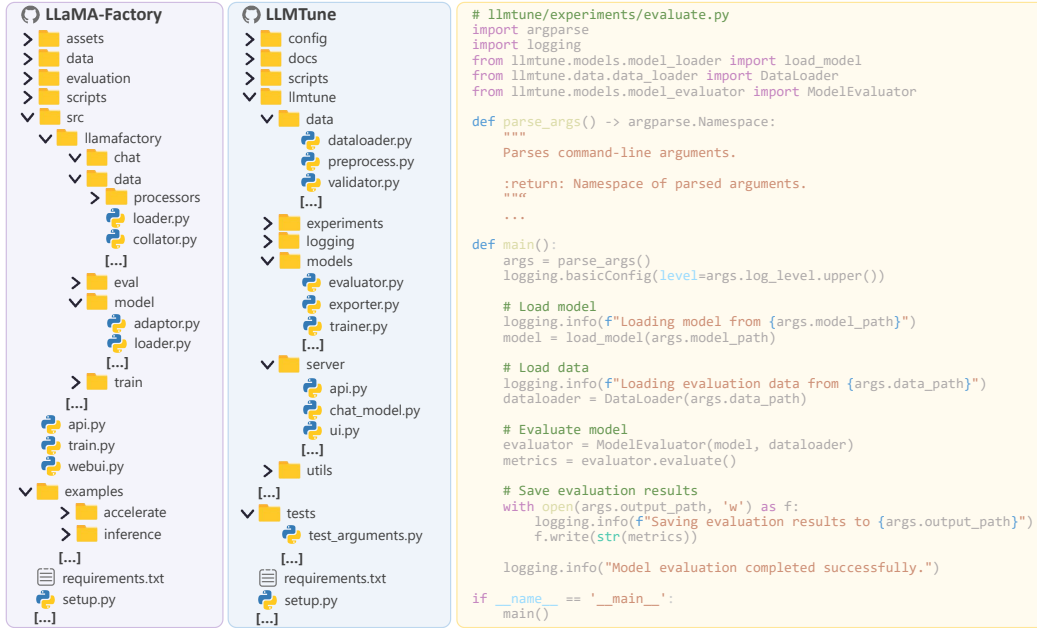 LLaMA-Factory
assets
data
evaluation
scripts
src
llamafactory
chat
data
processors
loader.py
collator.py
[...]
eval
model
adaptor.py
loader.py
[...]
train
[...]
api.py
train.py
webui.py
examples
accelerate
inference
[...]
requirements.txt
setup.py
[...]
LLMTune
config
docs
scripts
llmtune
data
dataloader.py
preprocess.py
validator.py
[...]
experiments
logging
models
evaluator.py
exporter.py
trainer.py
[...]
server
api.py
chat_model.py
ui.py
[...]
utils
[...]
tests
test_arguments.py
[...]
requirements.txt
setup.py
[...]
# llmtune/experiments/evaluate.py
import argparse
import logging
from llmtune.models.model_loader import load_model
from llmtune.data.data_loader import DataLoader
from llmtune.models.model_evaluator import ModelEvaluator
def parse_args() -> argparse.Namespace:
"""
Parses command-line arguments.
:return: Namespace of parsed arguments.
""“
...
def main():
args = parse_args()
logging.basicConfig(level=args.log_level.upper())
# Load model
logging.info(f"Loading model from {args.model_path}")
model = load_model(args.model_path)
# Load data
logging.info(f"Loading evaluation data from {args.data_path}")
dataloader = DataLoader(args.data_path)
# Evaluate model
evaluator = ModelEvaluator(model, dataloader)
metrics = evaluator.evaluate()
# Save evaluation results
with open(args.output_path, 'w') as f:
logging.info(f"Saving evaluation results to {args.output_path}")
f.write(str(metrics))
logging.info("Model evaluation completed successfully.")
if __name__ == '__main__':
main()